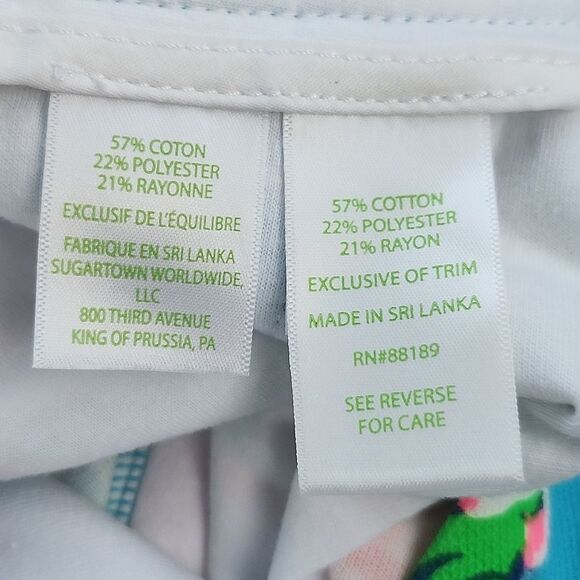 57% COTON
22% POLYESTER
21% RAYONNE
EXCLUSIF DE L'ÉQUILIBRE
FABRIQUE EN SRI LANKA
SUGARTOWN WORLDWIDE,
LLC
800 THIRD AVENUE
KING OF PRUSSIA, PA
57% COTTON
22% POLYESTER
21% RAYON
EXCLUSIVE OF TRIM
MADE IN SRI LANKA
RN#88189
SEE REVERSE
FOR CARE